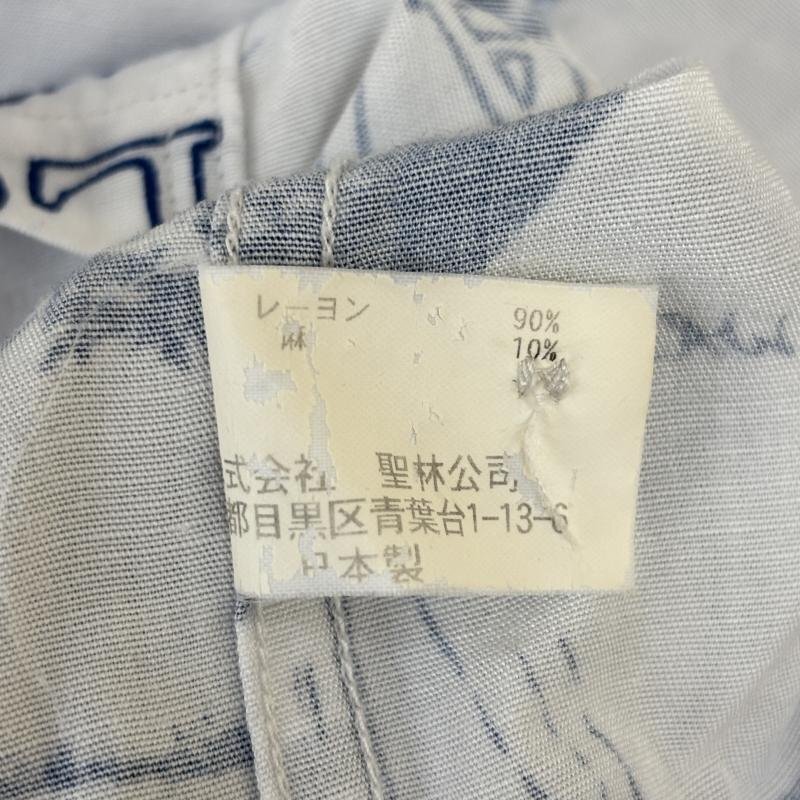 レーヨン 90%
麻 10%
式会社 聖林公司
都目黒区青葉台1-13-6
日本製